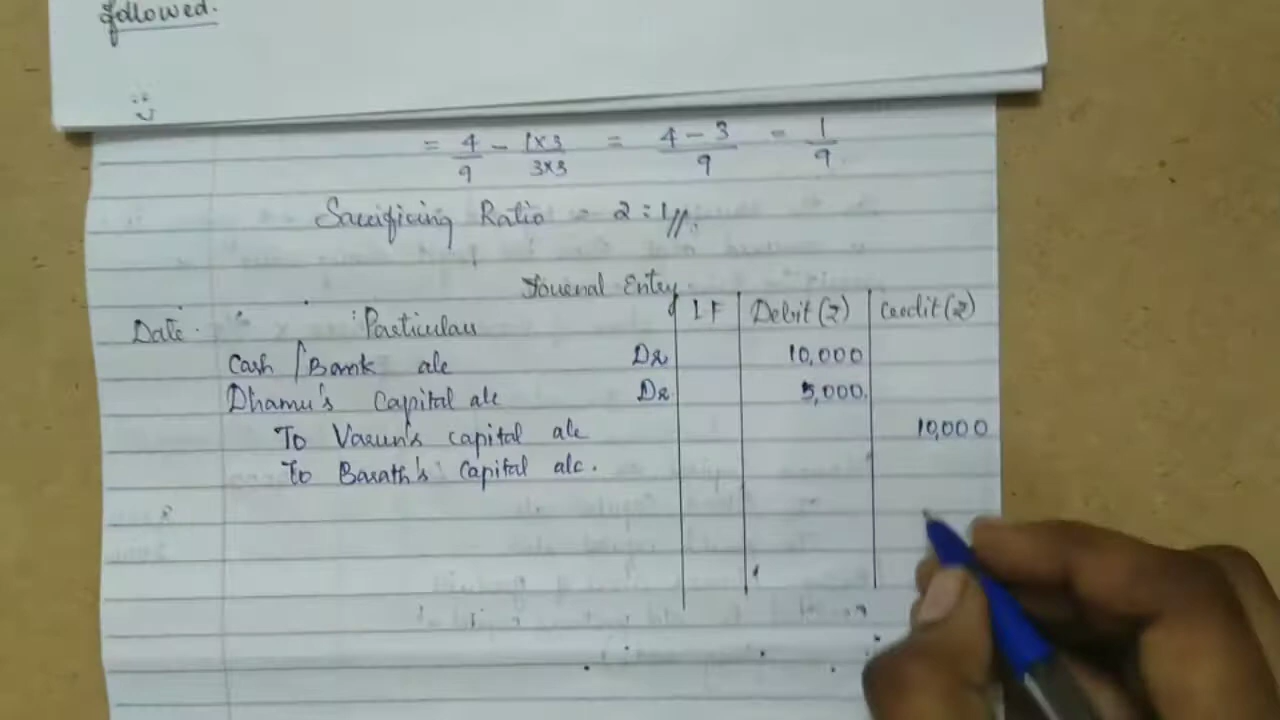 followed.
= 4/9 - 1×3/3×3 = 4-3/9 = 1/9
Sacrificing Ratio = 2:1//.
Journal Entry
Date. Particulars L F Debit(₹) Credit(₹)
Cash/Bank a/c Dr 10,000
Dhamu's Capital a/c Dr 5,000.
To Varun's capital a/c 10,000
To Barath's Capital a/c.